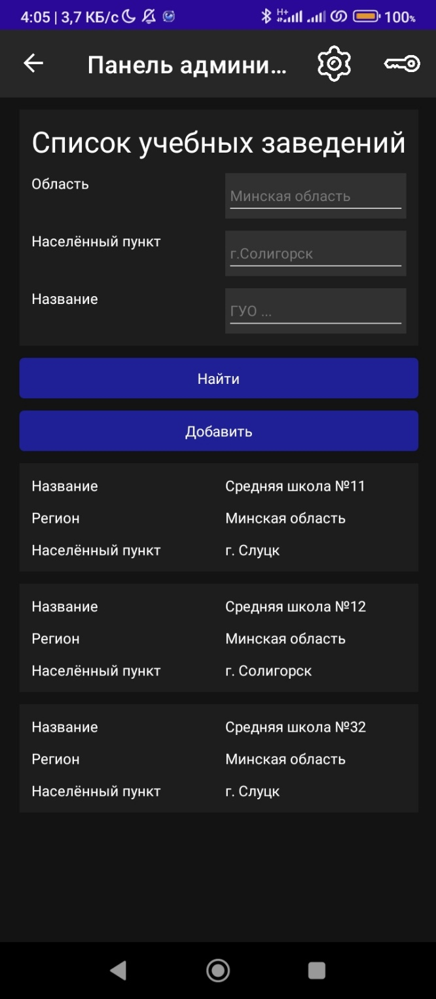 4:05 | 3,7 КБ/с H+ 100%
Панель админи...
Список учебных заведений
Область Минская область
Населённый пункт г.Солигорск
Название ГУО ...
Найти
Добавить
Название Средняя школа №11
Регион Минская область
Населённый пункт г. Слуцк
Название Средняя школа №12
Регион Минская область
Населённый пункт г. Солигорск
Название Средняя школа №32
Регион Минская область
Населённый пункт г. Слуцк